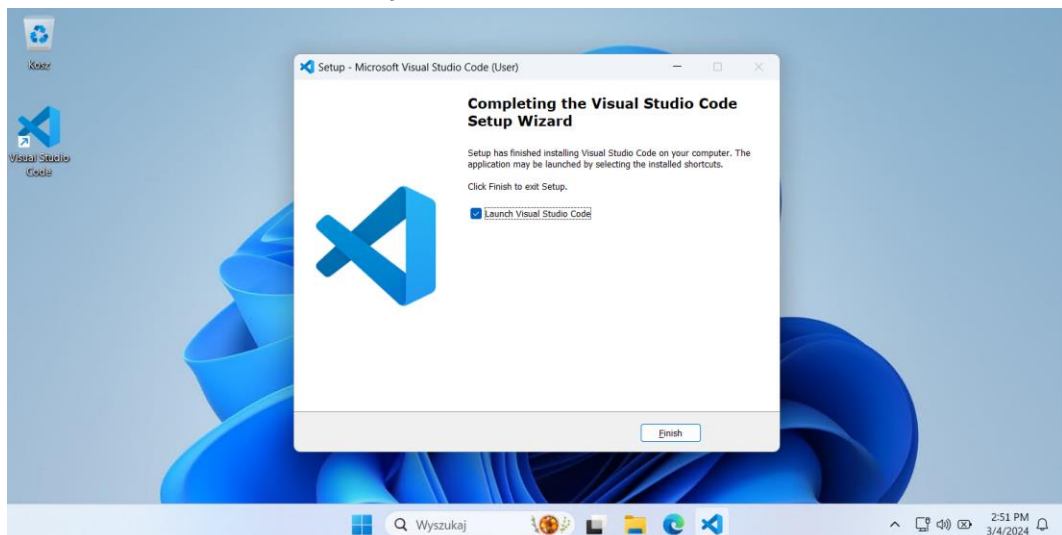 Kosz
Visual Studio
Code
Setup - Microsoft Visual Studio Code (User)
Completing the Visual Studio Code
Setup Wizard
Setup has finished installing Visual Studio Code on your computer. The
application may be launched by selecting the installed shortcuts.
Click Finish to exit Setup.
Launch Visual Studio Code
Finish
Wyszukaj
2:51 PM
3/4/2024